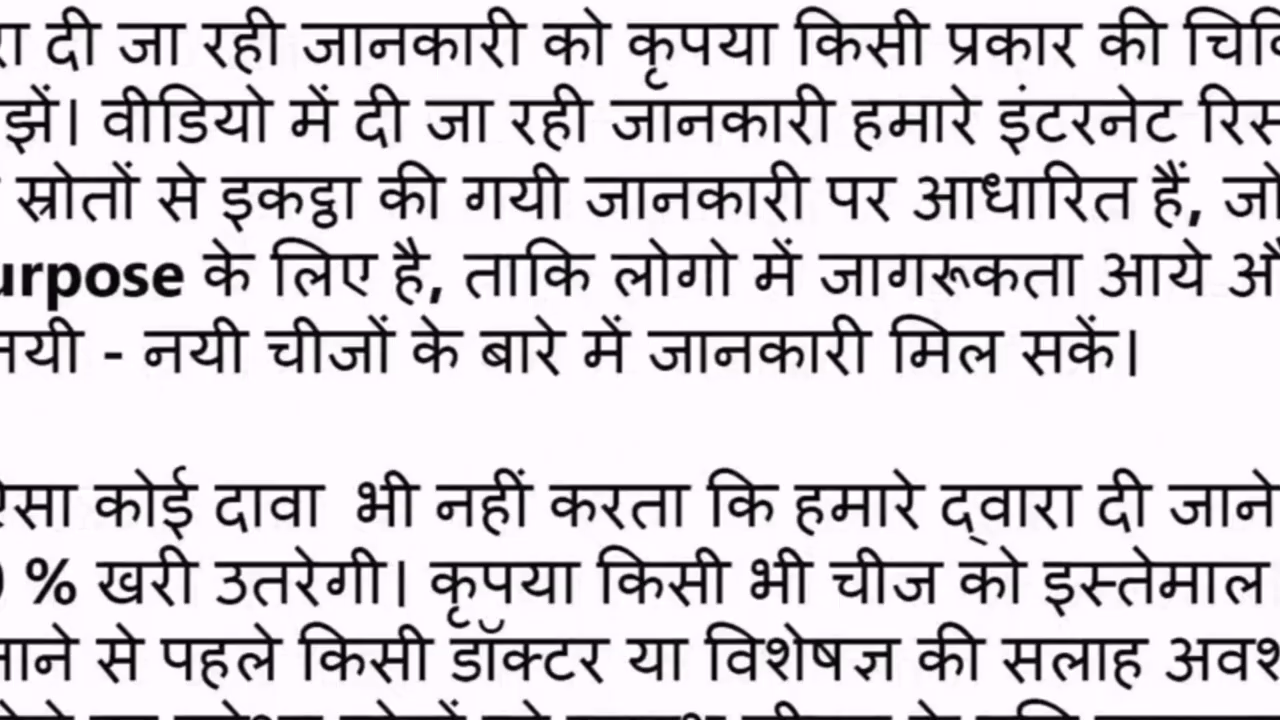 दी जा रही जानकारी को कृपया किसी प्रकार की
वीडियो में दी जा रही जानकारी हमारे इंटरनेट
स्रोतों से इकट्ठा की गयी जानकारी पर आधारित हैं, जो
urpose के लिए है, ताकि लोगो में जागरूकता आये
नयी - नयी चीजों के बारे में जानकारी मिल सकें।
कोई दावा भी नहीं करता कि हमारे द्वारा दी जाने
% खरी उतरेगी। कृपया किसी भी चीज को इस्तेमाल
से पहले किसी डॉक्टर या विशेषज्ञ की सलाह